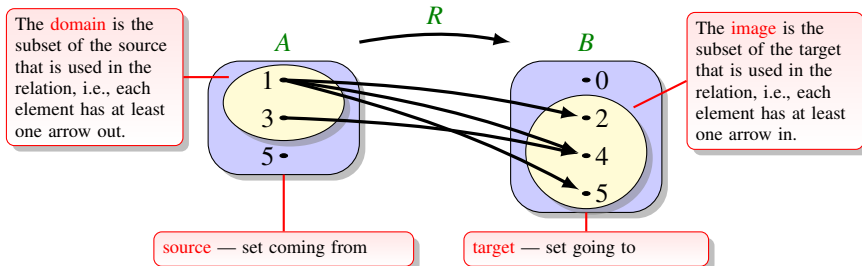 The domain is the
subset of the source
that is used in the
relation, i.e., each
element has at least
one arrow out.
R
A
B
1
3
5
0
2
4
5
The image is the
subset of the target
that is used in the
relation, i.e., each
element has at least
one arrow in.
source — set coming from
target — set going to